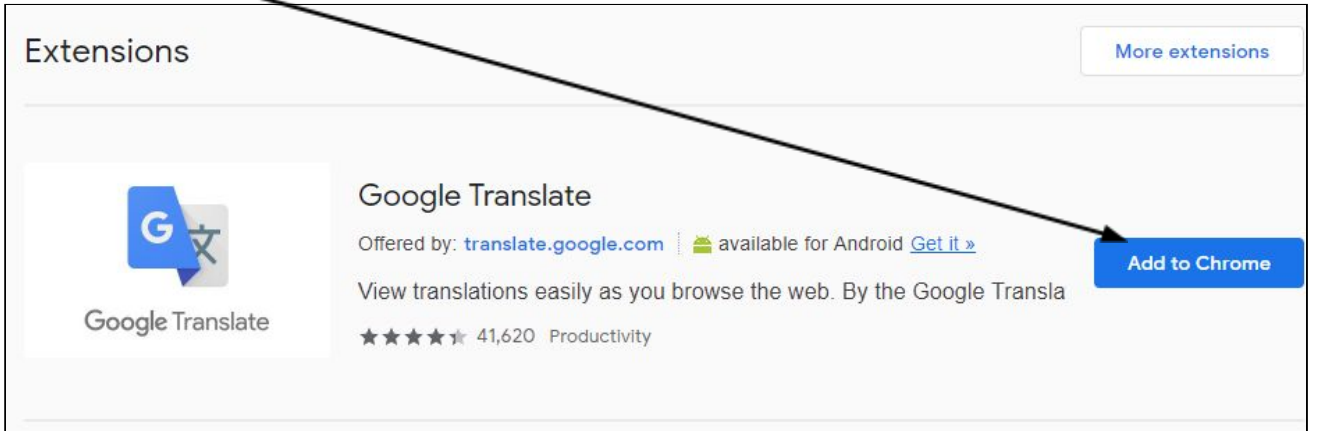 Extensions
More extensions
G 文
Google Translate
Google Translate
Offered by: translate.google.com available for Android Get it »
Add to Chrome
View translations easily as you browse the web. By the Google Transla
41,620 Productivity